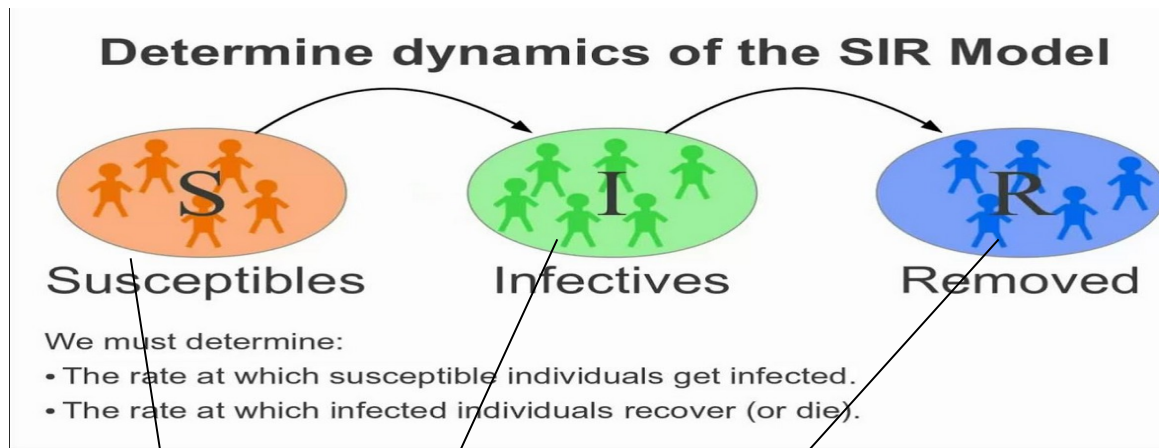 Determine dynamics of the SIR Model
S I R
Susceptibles Infectives Removed
We must determine:
• The rate at which susceptible individuals get infected.
• The rate at which infected individuals recover (or die).